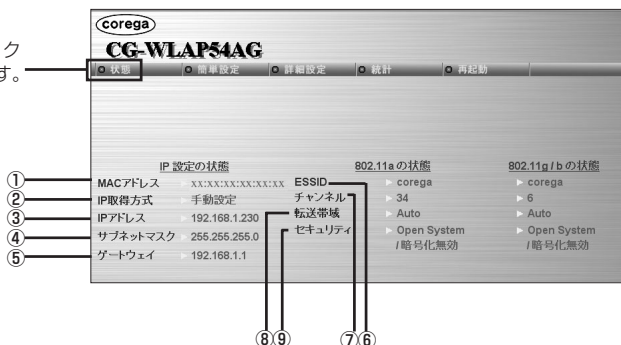 corega
CG-WLAP54AG
ク
す。
状態 簡単設定 詳細設定 統計 再起動
IP 設定の状態 802.11a の状態 802.11g / b の状態
① MACアドレス xx:xx:xx:xx:xx:xx ESSID corega corega
② IP取得方式 手動設定 チャンネル 34 6
③ IPアドレス 192.168.1.230 転送帯域 Auto Auto
④ サブネットマスク 255.255.255.0 セキュリティ Open System Open System
/ 暗号化無効 / 暗号化無効
⑤ ゲートウェイ 192.168.1.1
⑧ ⑨ ⑦ ⑥